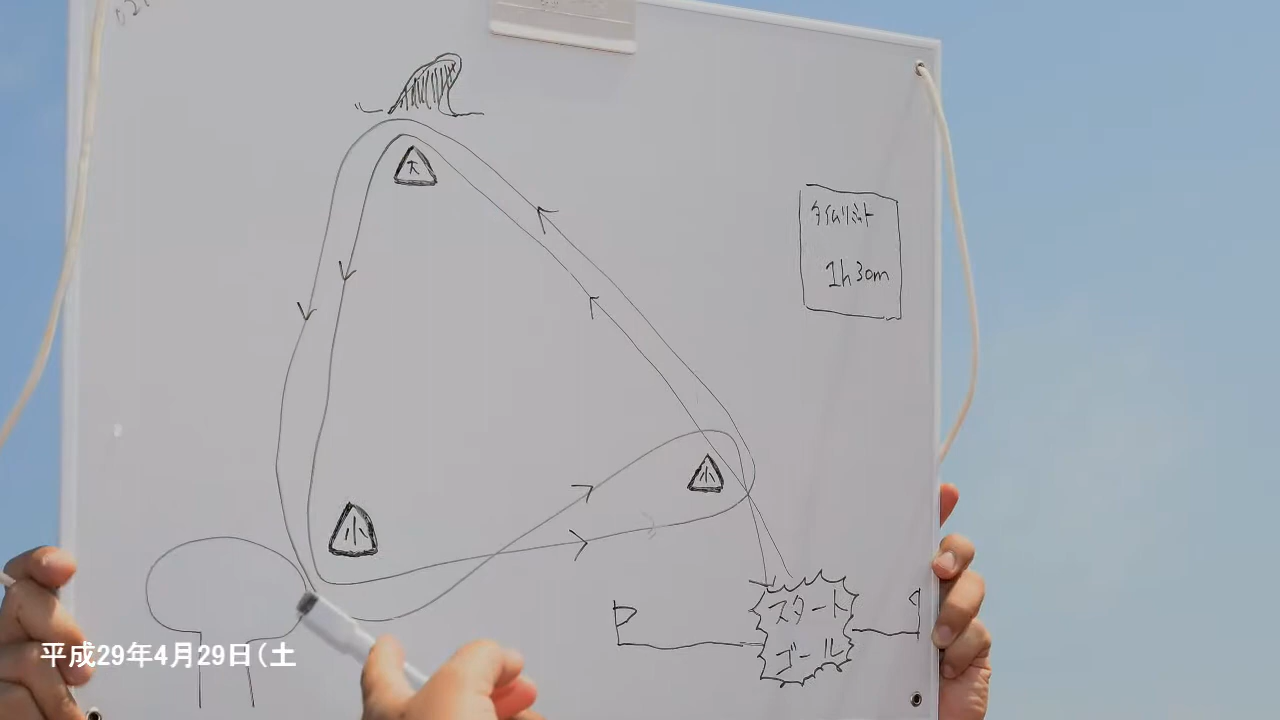 大
タイムリミット
1h30m
小
小
スタート
ゴール
平成29年4月29日(土